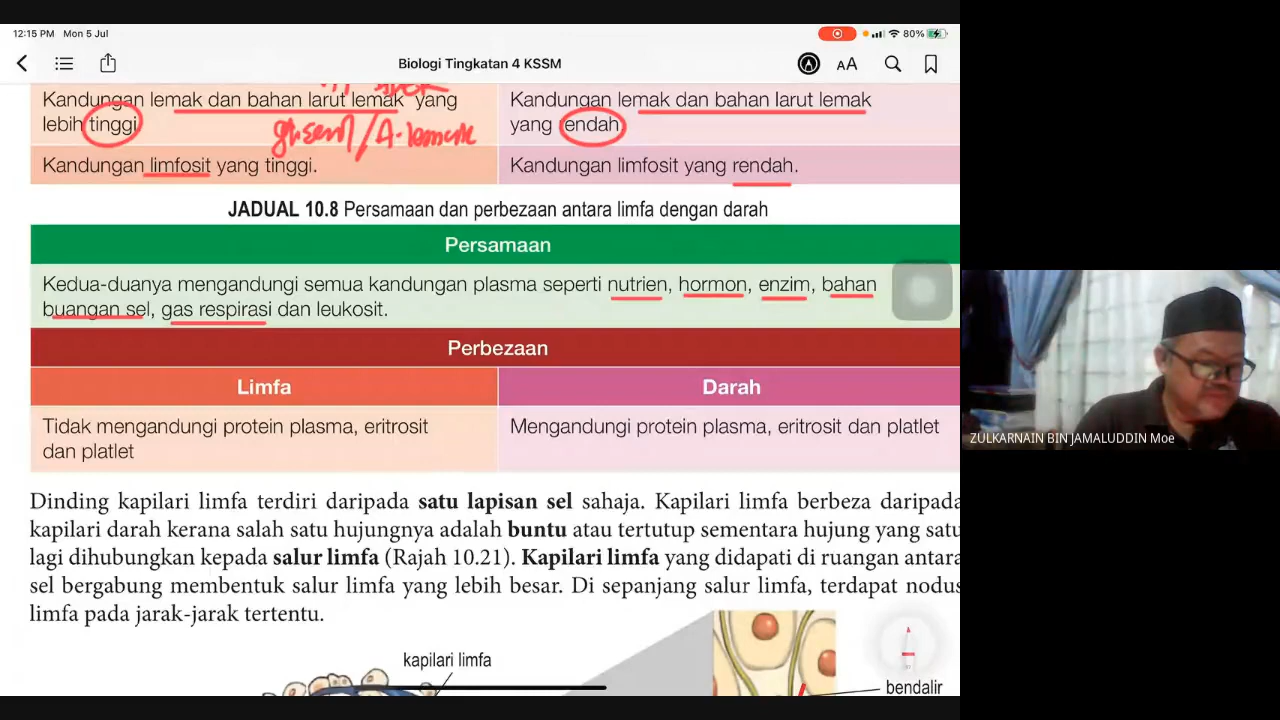 12:15 PM Mon 5 Jul
80%
Biologi Tingkatan 4 KSSM
AA
Kandungan lemak dan bahan larut lemak yang
lebih tinggi
/A. lemak
Kandungan lemak dan bahan larut lemak
yang rendah.
Kandungan limfosit yang tinggi.
Kandungan limfosit yang rendah.
JADUAL 10.8 Persamaan dan perbezaan antara limfa dengan darah
Persamaan
Kedua-duanya mengandungi semua kandungan plasma seperti nutrien, hormon, enzim, bahan
buangan sel, gas respirasi dan leukosit.
Perbezaan
Limfa
Darah
Tidak mengandungi protein plasma, eritrosit
dan platlet
Mengandungi protein plasma, eritrosit dan platlet
Dinding kapilari limfa terdiri daripada satu lapisan sel sahaja. Kapilari limfa berbeza daripada
kapilari darah kerana salah satu hujungnya adalah buntu atau tertutup sementara hujung yang satu
lagi dihubungkan kepada salur limfa (Rajah 10.21). Kapilari limfa yang didapati di ruangan antara
sel bergabung membentuk salur limfa yang lebih besar. Di sepanjang salur limfa, terdapat nodus
limfa pada jarak-jarak tertentu.
kapilari limfa
bendalir
ZULKARNAIN BIN JAMALUDDIN Moe